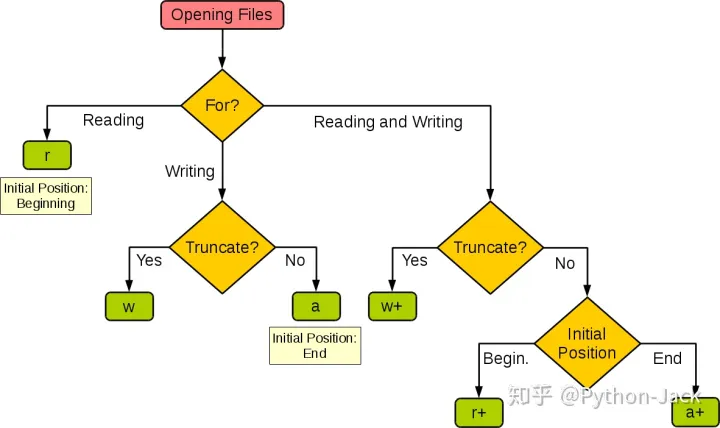 Opening Files
For?
Reading
Reading and Writing
r
Writing
Initial Position:
Beginning
Truncate?
Truncate?
Yes
No
Yes
No
w
a
w+
Initial Position:
End
Initial
Position
Begin.
End
r+
a+
知乎 @Python-Jack